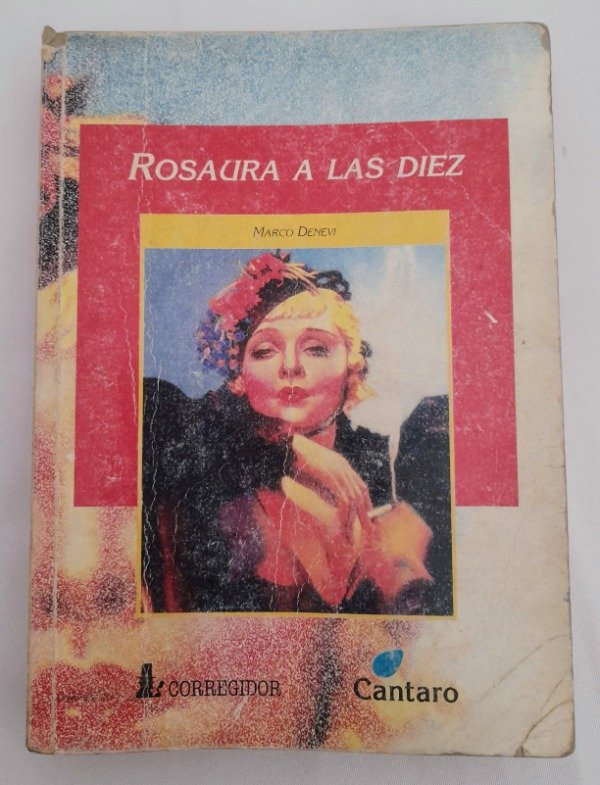 ROSAURA A LAS DIEZ
MARCO DENEVI
CORREGIDOR
Cantaro